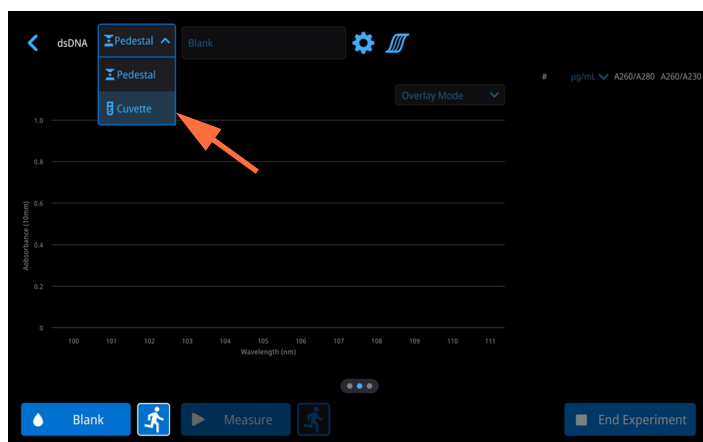 dsDNA
Pedestal
Blank
Pedestal
Cuvette
Overlay Mode
# µg/mL A260/A280 A260/A230
1.0
0.8
0.6
0.4
0.2
0
Aobsorbance (10mm)
100 101 102 103 104 105 106 107 108 109 110 111
Wavelength (nm)
Blank
Measure
End Experiment